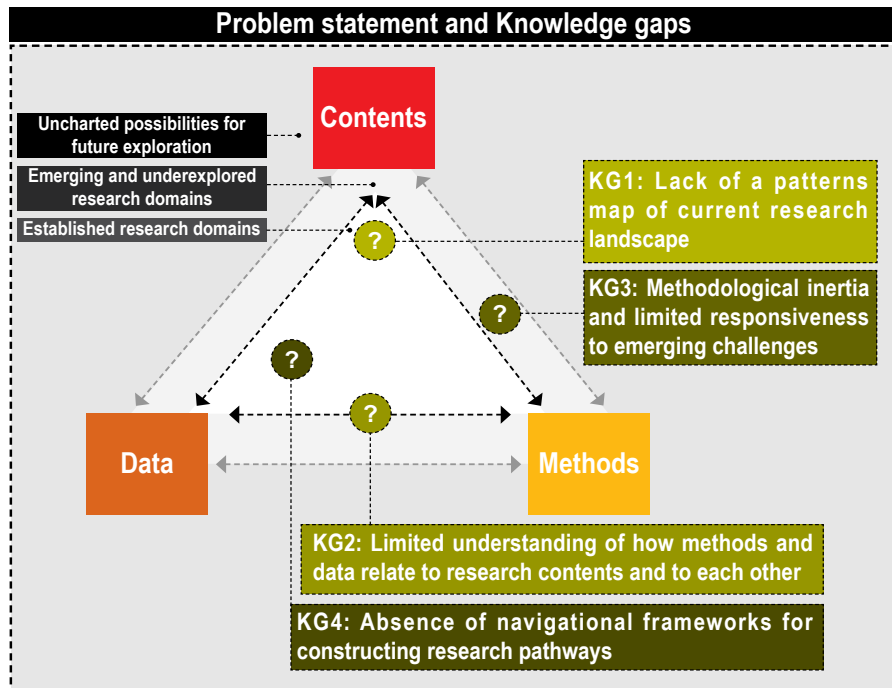 Problem statement and Knowledge gaps
Contents
Uncharted possibilities for
future exploration
Emerging and underexplored
research domains
Established research domains
?
KG1: Lack of a patterns
map of current research
landscape
KG3: Methodological inertia
and limited responsiveness
to emerging challenges
?
?
?
Data
Methods
KG2: Limited understanding of how methods and
data relate to research contents and to each other
KG4: Absence of navigational frameworks for
constructing research pathways